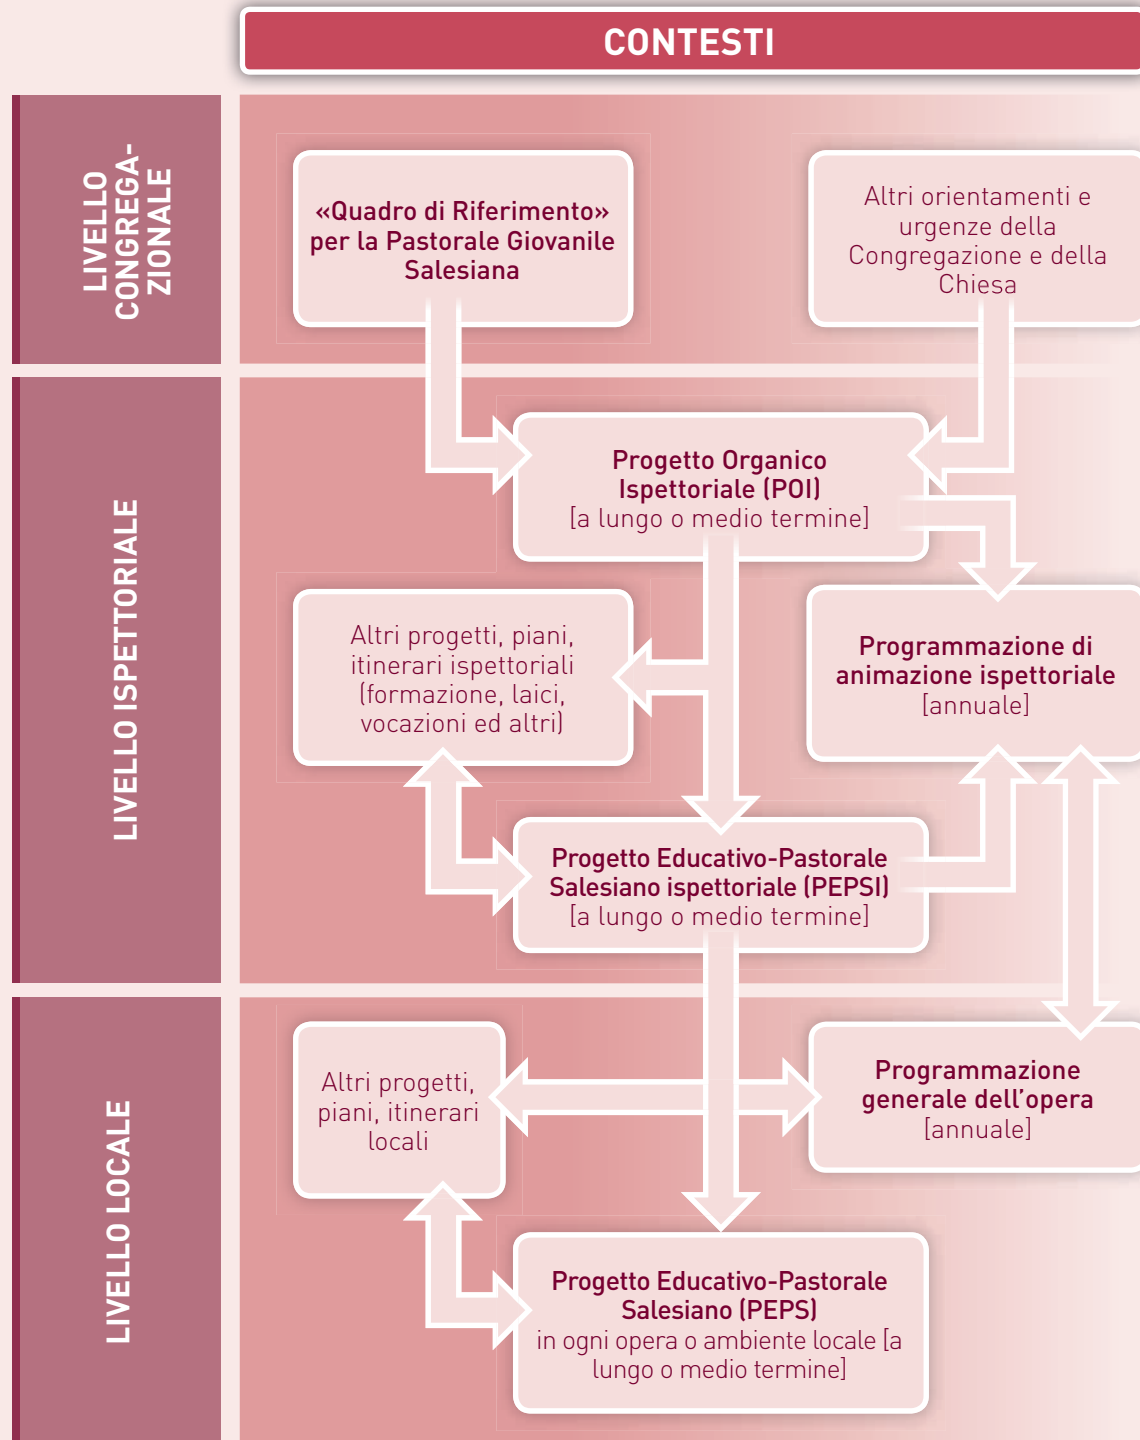 CONTESTI
LIVELLO
CONGREGA-
ZIONALE
«Quadro di Riferimento»
per la Pastorale Giovanile
Salesiana
Altri orientamenti e
urgenze della
Congregazione e della
Chiesa
LIVELLO ISPETTORIALE
Progetto Organico
Ispettoriale (POI)
[a lungo o medio termine]
Altri progetti, piani,
itinerari ispettoriali
(formazione, laici,
vocazioni ed altri)
Programmazione di
animazione ispettoriale
[annuale]
Progetto Educativo-Pastorale
Salesiano ispettoriale (PEPSI)
[a lungo o medio termine]
LIVELLO LOCALE
Altri progetti,
piani, itinerari
locali
Programmazione
generale dell'opera
[annuale]
Progetto Educativo-Pastorale
Salesiano (PEPS)
in ogni opera o ambiente locale [a
lungo o medio termine]